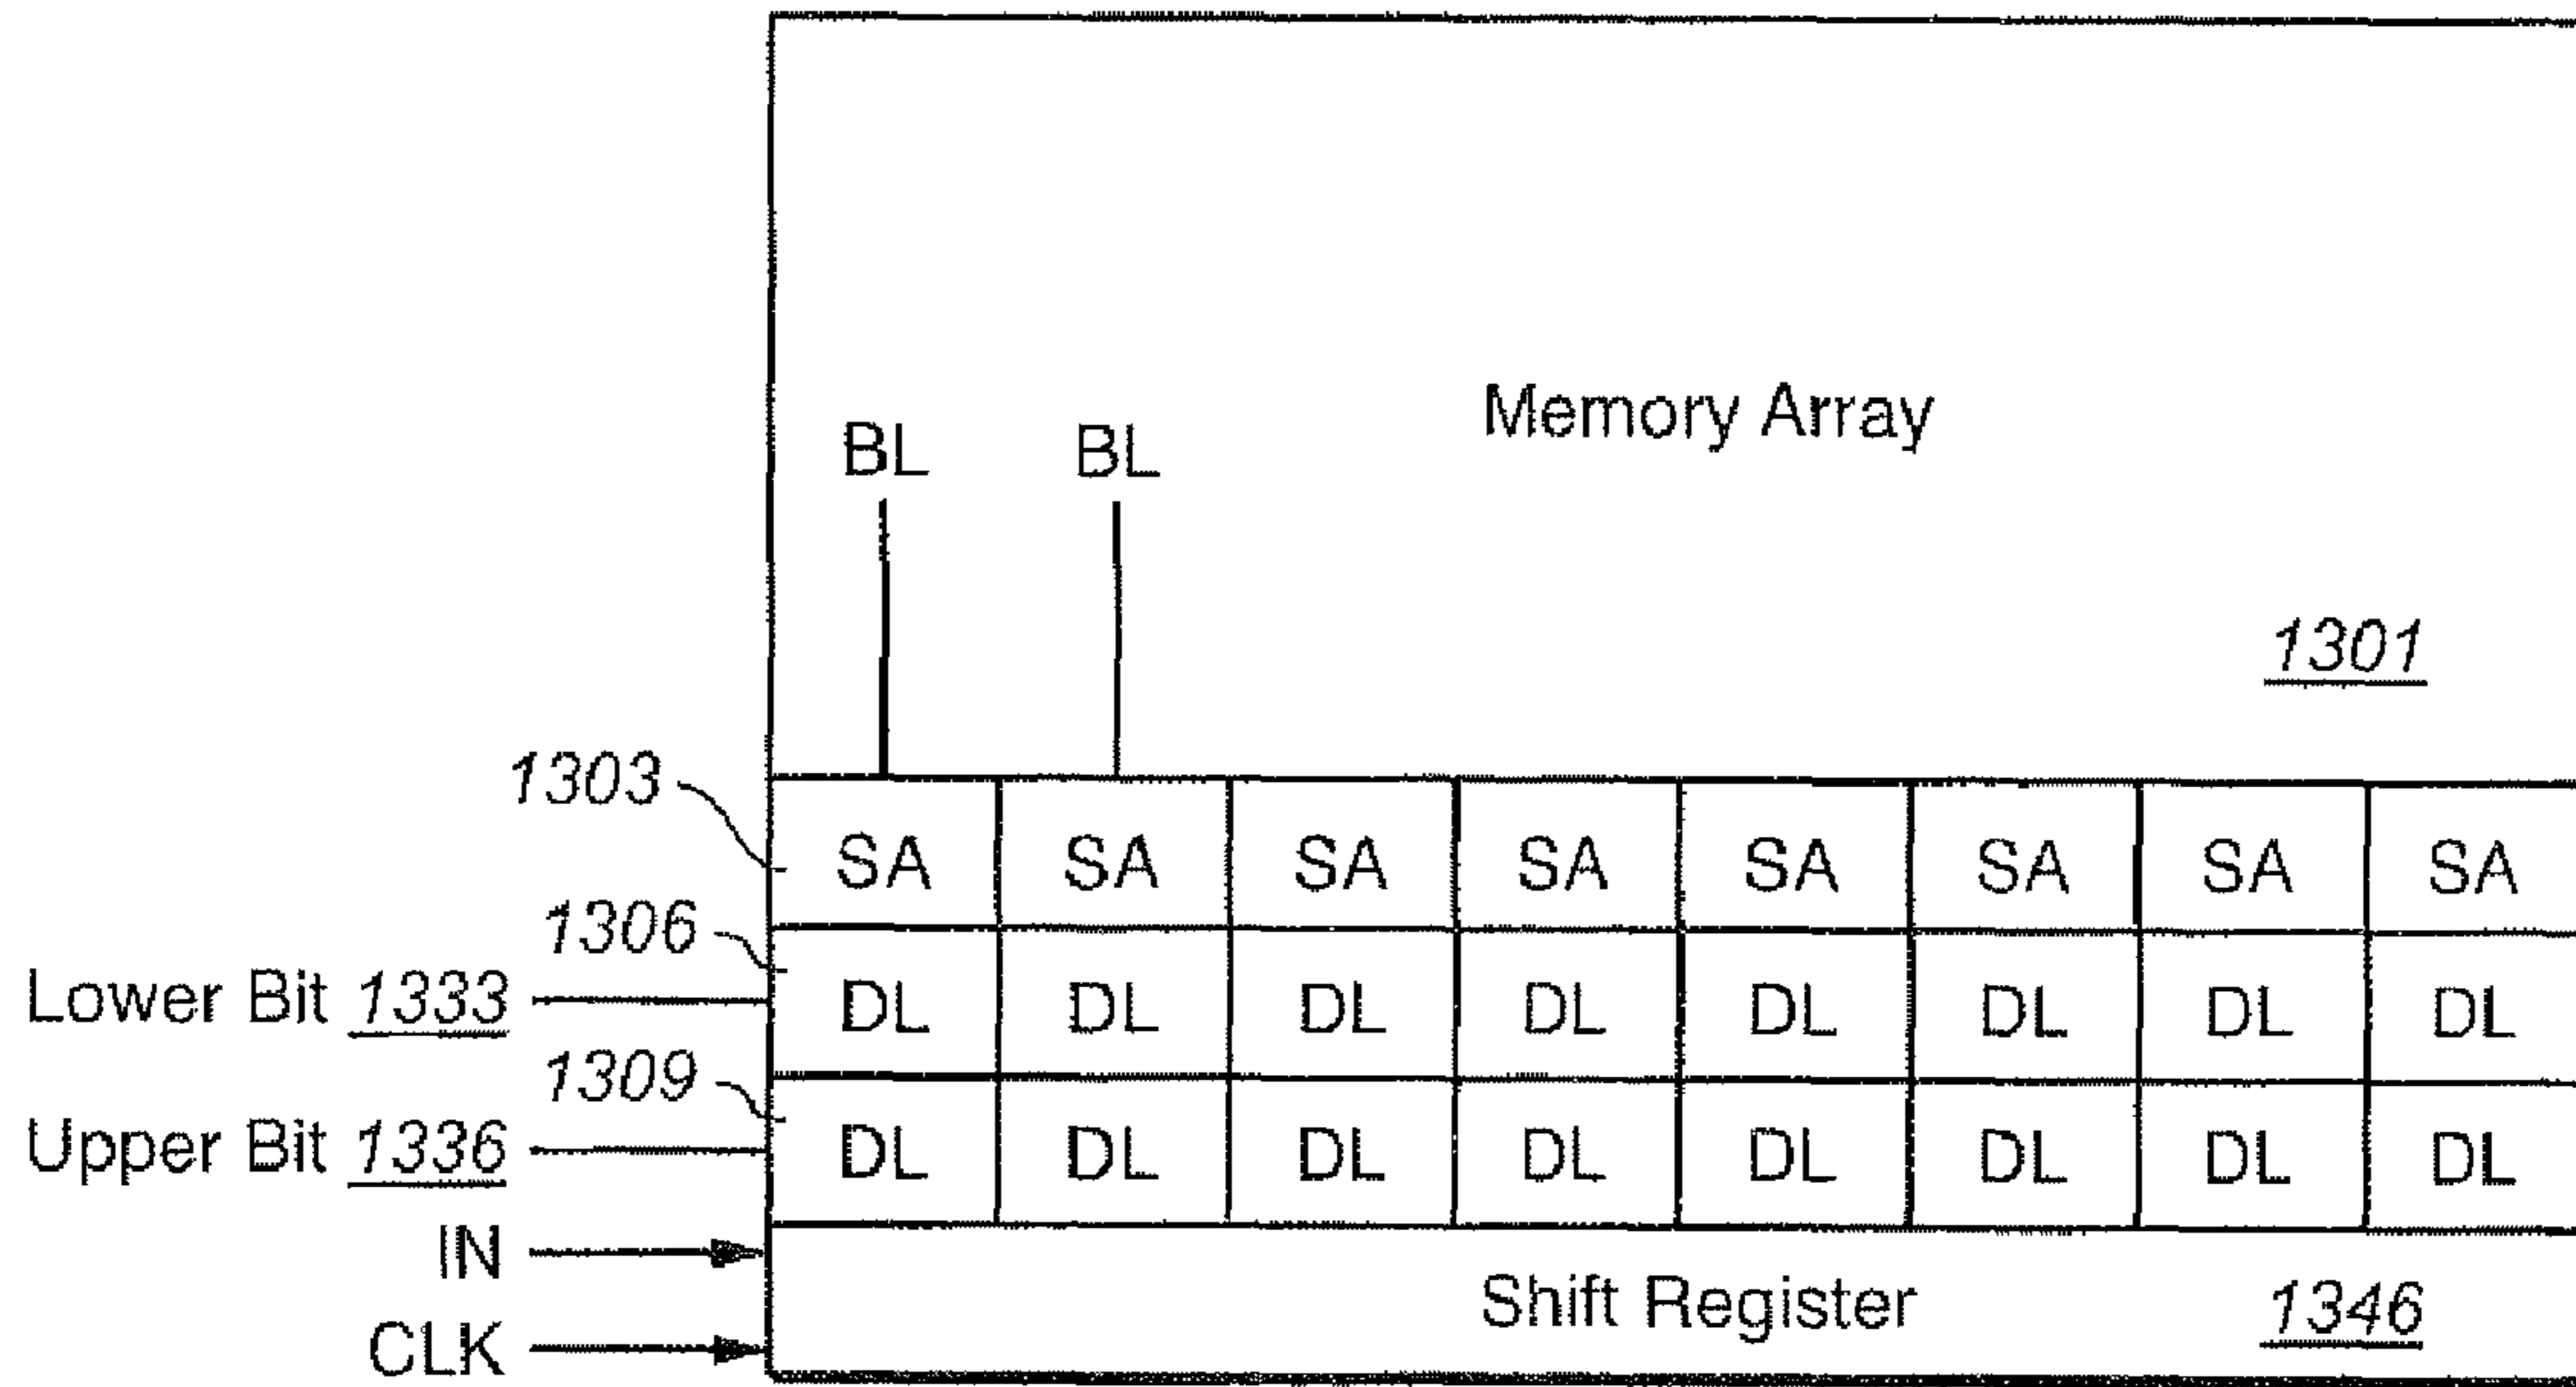 Memory Array
BL BL
1301
1303
SA SA SA SA SA SA SA SA
1306
Lower Bit 1333
DL DL DL DL DL DL DL DL
1309
Upper Bit 1336
DL DL DL DL DL DL DL DL
IN
Shift Register 1346
CLK